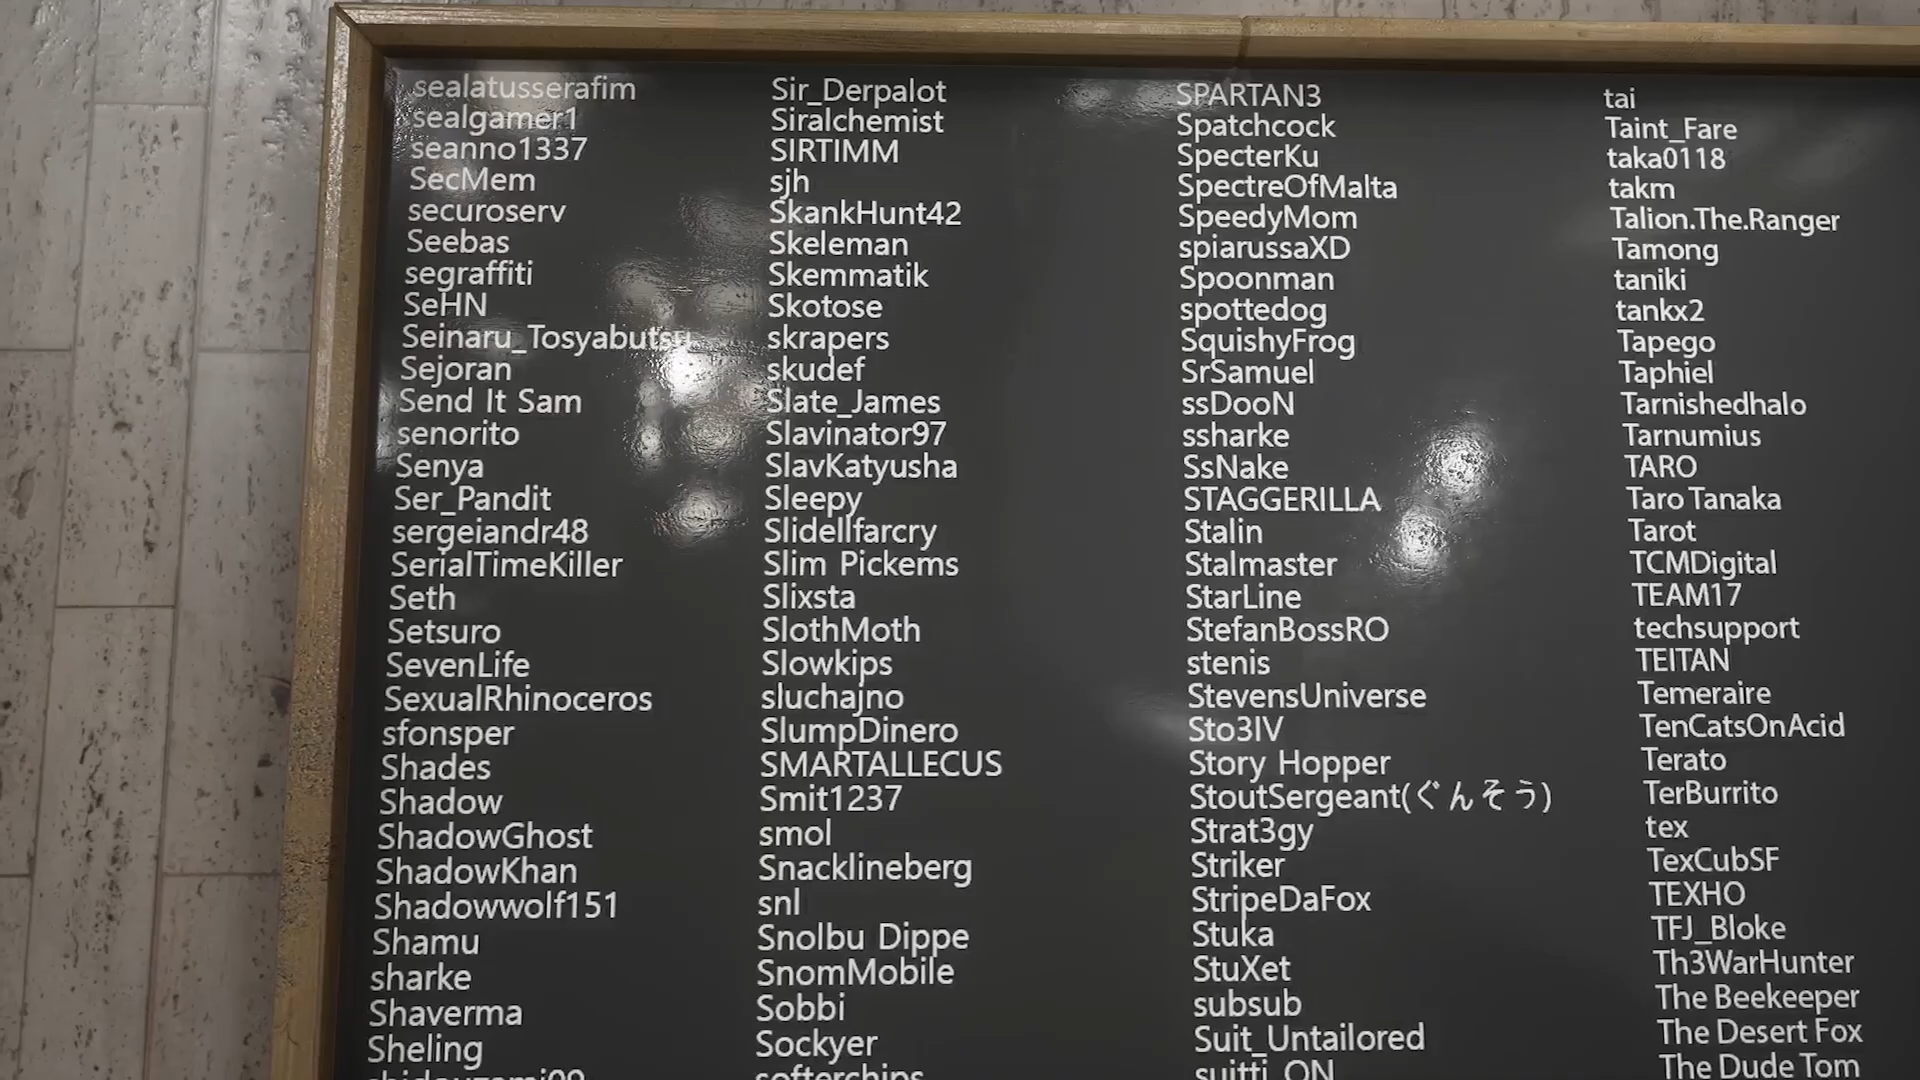 sealatusserafim
sealgamer1
seanno1337
SecMem
securoserv
Seebas
segraffiti
SeHN
Seinaru_Tosyabutsu
Sejoran
Send It Sam
senorito
Senya
Ser_Pandit
sergeiandr48
SerialTimeKiller
Seth
Setsuro
SevenLife
SexualRhinoceros
sfonsper
Shades
Shadow
ShadowGhost
ShadowKhan
Shadowwolf151
Shamu
sharke
Shaverma
Sheling
Sir_Derpalot
Siralchemist
SIRTIMM
sjh
SkankHunt42
Skeleman
Skemmatik
Skotose
skrapers
skudef
Slate_James
Slavinator97
SlavKatyusha
Sleepy
Slidellfarcry
Slim Pickems
Slixsta
SlothMoth
Slowkips
sluchajno
SlumpDinero
SMARTALLECUS
Smit1237
smol
Snacklineberg
snl
Snolbu Dippe
SnomMobile
Sobbi
Sockyer
softerchips
SPARTAN3
Spatchcock
SpecterKu
SpectreOfMalta
SpeedyMom
spiarussaXD
Spoonman
spottedog
SquishyFrog
SrSamuel
ssDooN
ssharke
SsNake
STAGGERILLA
Stalin
Stalmaster
StarLine
StefanBossRO
stenis
StevensUniverse
Sto3IV
Story Hopper
StoutSergeant(ぐんそう)
Strat3gy
Striker
StripeDaFox
Stuka
StuXet
subsub
Suit_Untailored
suitti_ON
tai
Taint_Fare
taka0118
takm
Talion.The.Ranger
Tamong
taniki
tankx2
Tapego
Taphiel
Tarnishedhalo
Tarnumius
TARO
Taro Tanaka
Tarot
TCMDigital
TEAM17
techsupport
TEITAN
Temeraire
TenCatsOnAcid
Terato
TerBurrito
tex
TexCubSF
TEXHO
TFJ_Bloke
Th3WarHunter
The Beekeeper
The Desert Fox
The Dude Tom